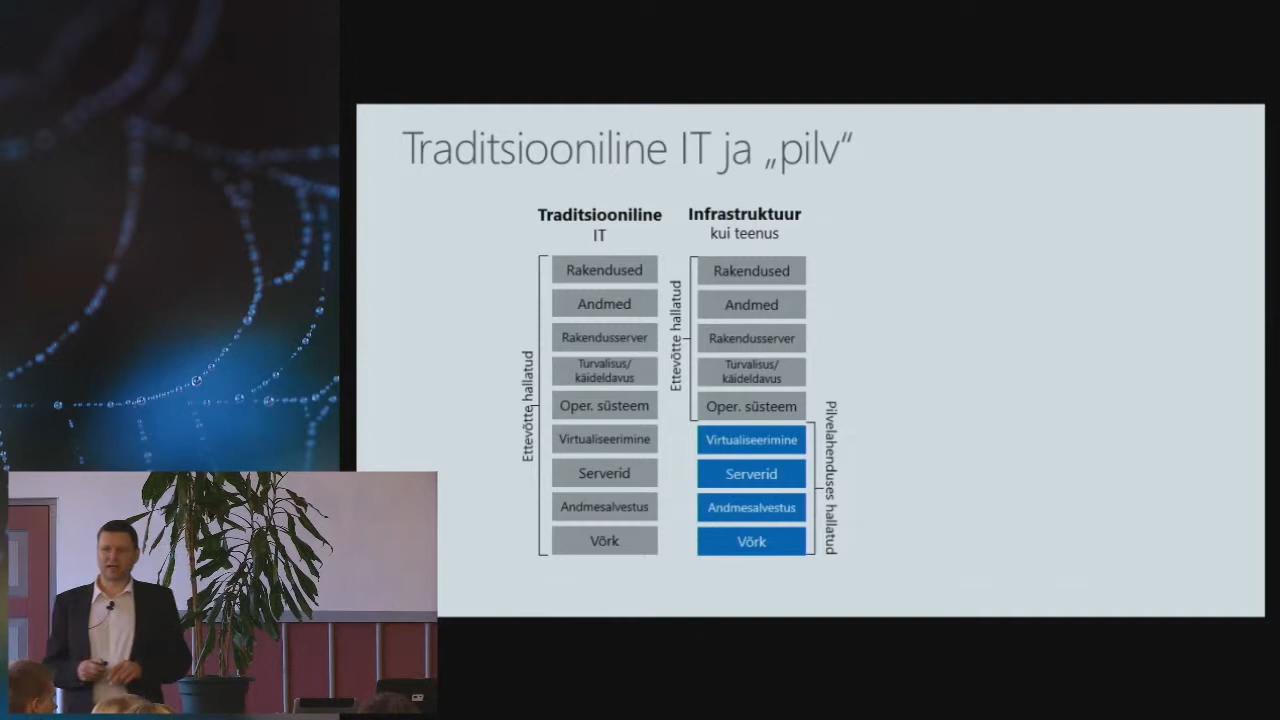 Traditsiooniline IT ja „pilv“
Traditsiooniline
IT
Ettevõtte hallatud
Rakendused
Andmed
Rakendusserver
Turvalisus/
käideldavus
Oper. süsteem
Virtualiseerimine
Serverid
Andmesalvestus
Võrk
Infrastruktuur
kui teenus
Ettevõtte hallatud
Rakendused
Andmed
Rakendusserver
Turvalisus/
käideldavus
Oper. süsteem
Virtualiseerimine
Serverid
Andmesalvestus
Võrk
Pilvelahenduses hallatud